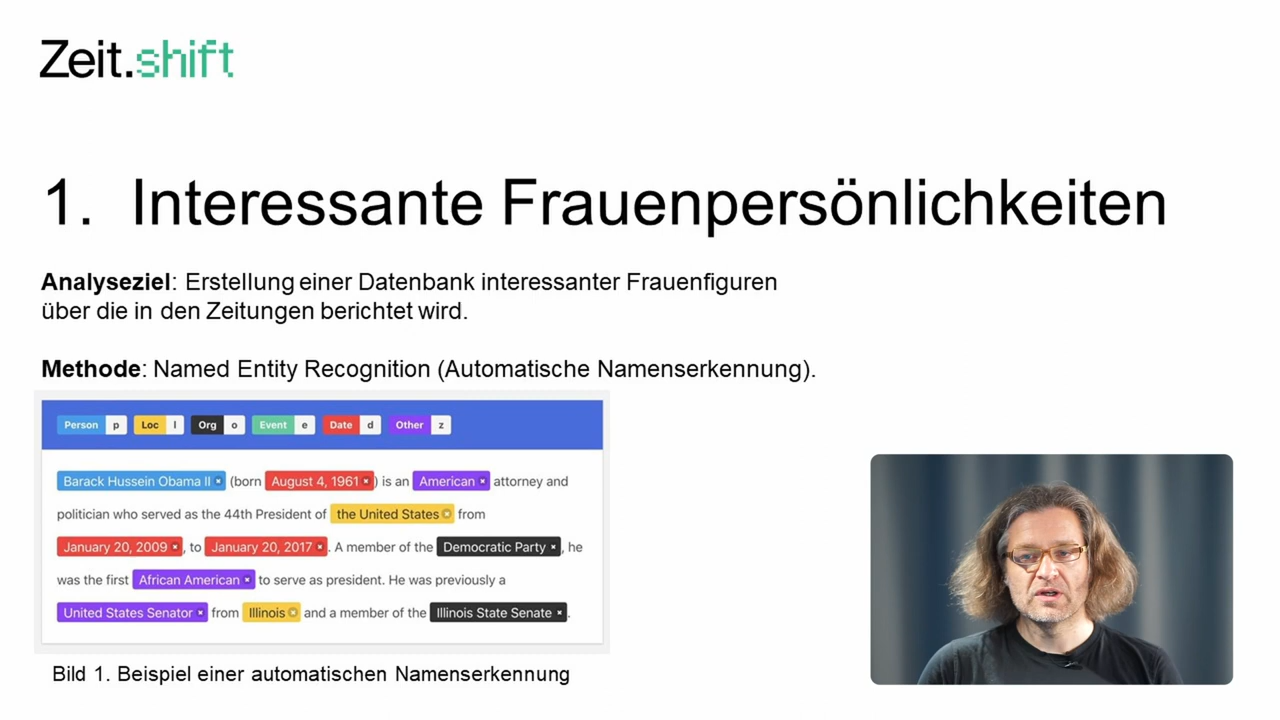 Zeit.shift
1. Interessante Frauenpersönlichkeiten
Analyseziel: Erstellung einer Datenbank interessanter Frauenfiguren
über die in den Zeitungen berichtet wird.
Methode: Named Entity Recognition (Automatische Namenserkennung).
Person p Loc l Org o Event e Date d Other z
Barack Hussein Obama II × (born August 4, 1961 ×) is an American × attorney and
politician who served as the 44th President of the United States × from
January 20, 2009 ×, to January 20, 2017 ×. A member of the Democratic Party ×, he
was the first African American × to serve as president. He was previously a
United States Senator × from Illinois × and a member of the Illinois State Senate ×.
Bild 1. Beispiel einer automatischen Namenserkennung